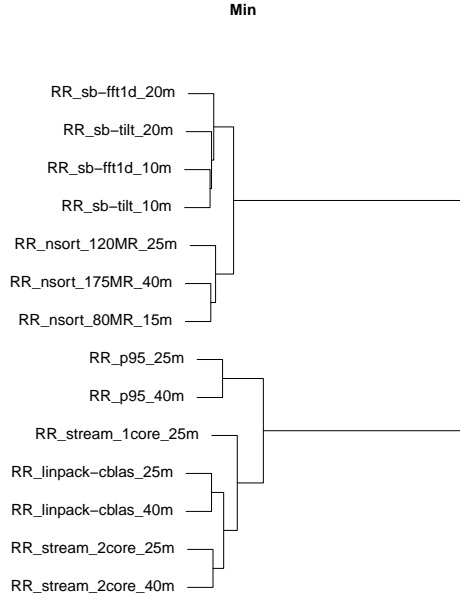 Min
RR_sb−fft1d_20m
RR_sb−tilt_20m
RR_sb−fft1d_10m
RR_sb−tilt_10m
RR_nsort_120MR_25m
RR_nsort_175MR_40m
RR_nsort_80MR_15m
RR_p95_25m
RR_p95_40m
RR_stream_1core_25m
RR_linpack−cblas_25m
RR_linpack−cblas_40m
RR_stream_2core_25m
RR_stream_2core_40m